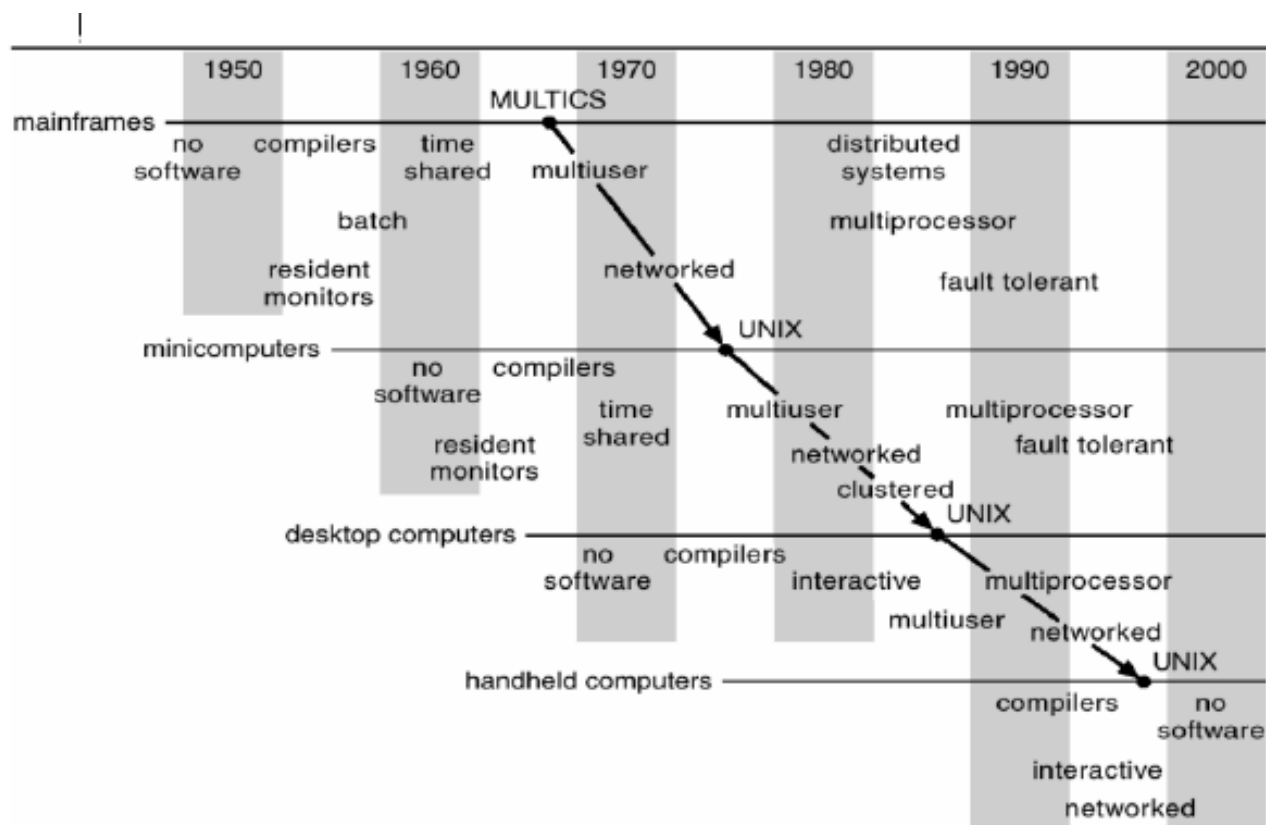 1950 1960 1970 1980 1990 2000
MULTICS
mainframes
no compilers time distributed
software shared multiuser systems
batch multiprocessor
resident networked
monitors fault tolerant
UNIX
minicomputers
no compilers
software time multiuser multiprocessor
shared
resident networked fault tolerant
monitors
clustered
UNIX
desktop computers
no compilers
software interactive multiprocessor
multiuser
networked
UNIX
handheld computers
compilers no
software
interactive
networked